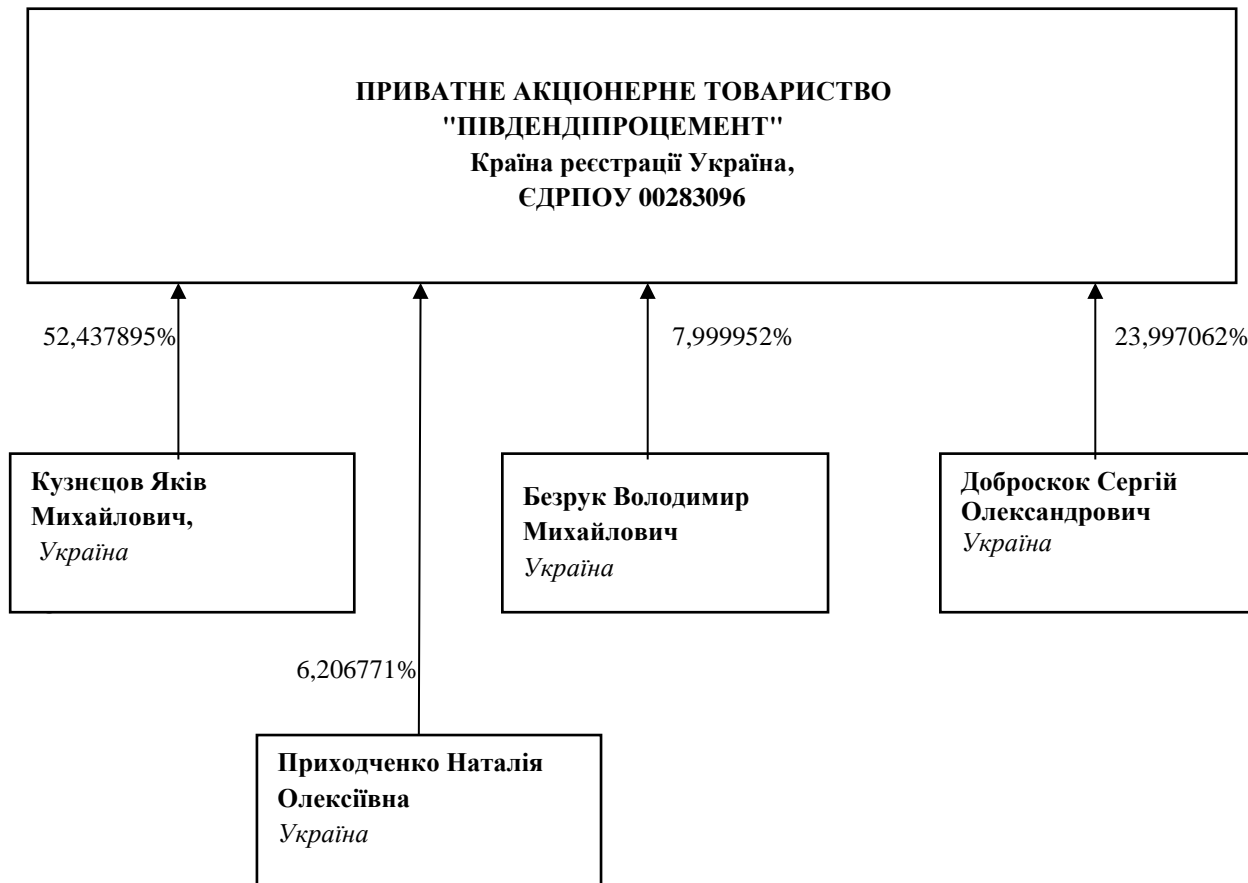 ПРИВАТНЕ АКЦІОНЕРНЕ ТОВАРИСТВО
"ПІВДЕНДІПРОЦЕМЕНТ"
Країна реєстрації Україна,
ЄДРПОУ 00283096
52,437895%
7,999952%
23,997062%
Кузнєцов Яків
Михайлович,
Україна
Безрук Володимир
Михайлович
Україна
Доброскок Сергій
Олександрович
Україна
6,206771%
Приходченко Наталія
Олексіївна
Україна